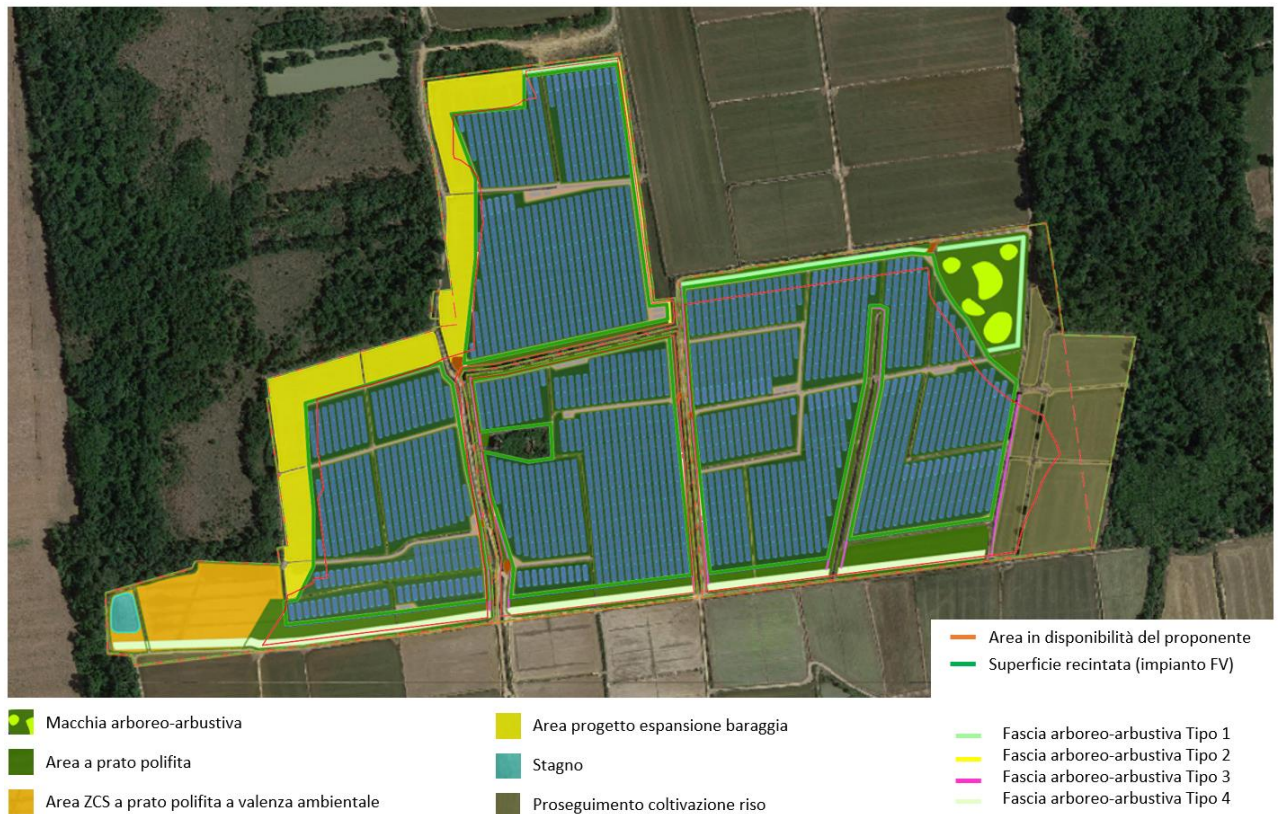 Area in disponibilità del proponente
Superficie recintata (impianto FV)
Macchia arboreo-arbustiva
Area a prato polifita
Area ZCS a prato polifita a valenza ambientale
Area progetto espansione baraggia
Stagno
Proseguimento coltivazione riso
Fascia arboreo-arbustiva Tipo 1
Fascia arboreo-arbustiva Tipo 2
Fascia arboreo-arbustiva Tipo 3
Fascia arboreo-arbustiva Tipo 4